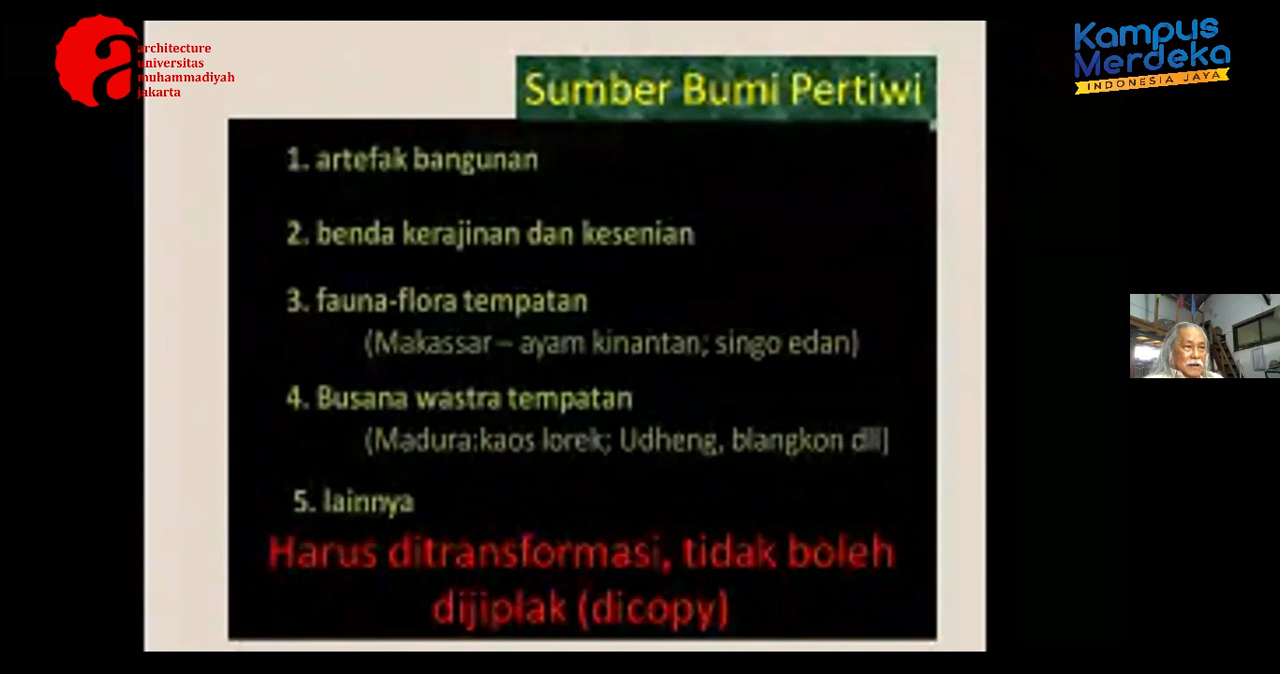 architecture
universitas
muhammadiyah
jakarta
Kampus
Merdeka
INDONESIA JAYA
Sumber Bumi Pertiwi
1. artefak bangunan
2. benda kerajinan dan kesenian
3. fauna-flora tempatan
(Makassar – ayam kinantan; singo edan)
4. Busana wastra tempatan
(Madura:kaos lorek; Udheng, blangkon dll)
5. lainnya
Harus ditransformasi, tidak boleh
dijiplak (dicopy)